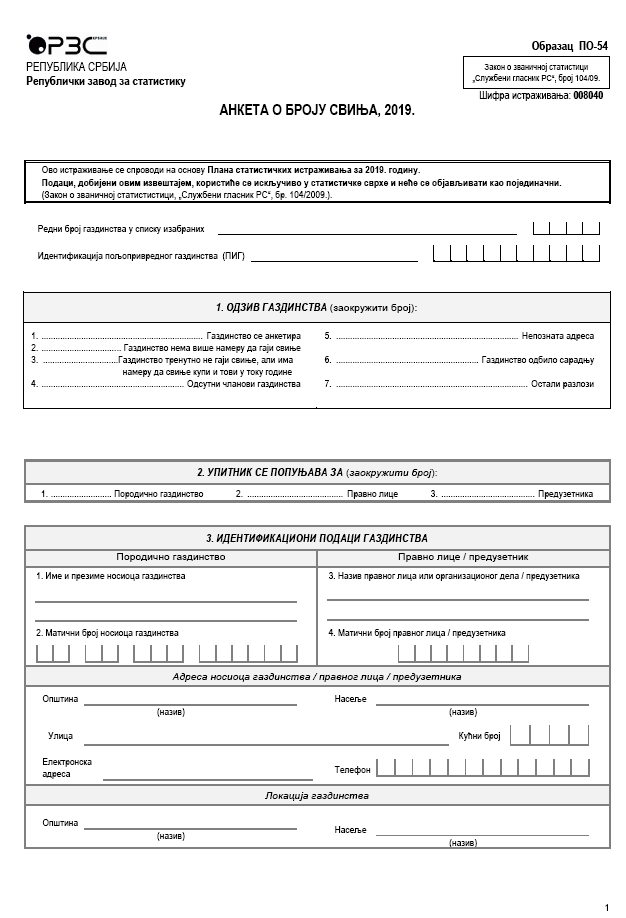 РЗС
РЕПУБЛИКА СРБИЈА
Републички завод за статистику
Образац ПО-54
Закон о званичној статистици
„Службени гласник РС“, број 104/09.
Шифра истраживања: 008040
АНКЕТА О БРОЈУ СВИЊА, 2019.
Ово истраживање се спроводи на основу Плана статистичких истраживања за 2019. годину.
Подаци, добијени овим извештајем, користиће се искључиво у статистичке сврхе и неће се објављивати као појединачни.
(Закон о званичној статистистици, „Службени гласник РС“, бр. 104/2009.).
Редни број газдинства у списку изабраних
Идентификација пољопривредног газдинства (ПИГ)
1. ОДЗИВ ГАЗДИНСТВА (заокружити број):
1. ........ Газдинство се анкетира
2. ........ Газдинство нема више намеру да гаји свиње
3. ........ Газдинство тренутно не гаји свиње, али има
намеру да свиње купи и тови у току године
4. ........ Одсутни чланови газдинства
5. ........ Непозната адреса
6. ........ Газдинство одбило сарадњу
7. ........ Остали разлози
2. УПИТНИК СЕ ПОПУЊАВА ЗА (заокружити број):
1. ........ Породично газдинство 2. ........ Правно лице 3. ........ Предузетника
3. ИДЕНТИФИКАЦИОНИ ПОДАЦИ ГАЗДИНСТВА
Породично газдинство
Правно лице / предузетник
1. Име и презиме носиоца газдинства
3. Назив правног лица или организационог дела / предузетника
2. Матични број носиоца газдинства
4. Матични број правног лица / предузетника
Адреса носиоца газдинства / правног лица / предузетника
Општина
(назив)
Насеље
(назив)
Улица
Кућни број
Електронска
адреса
Телефон
Локација газдинства
Општина
(назив)
Насеље
(назив)
1